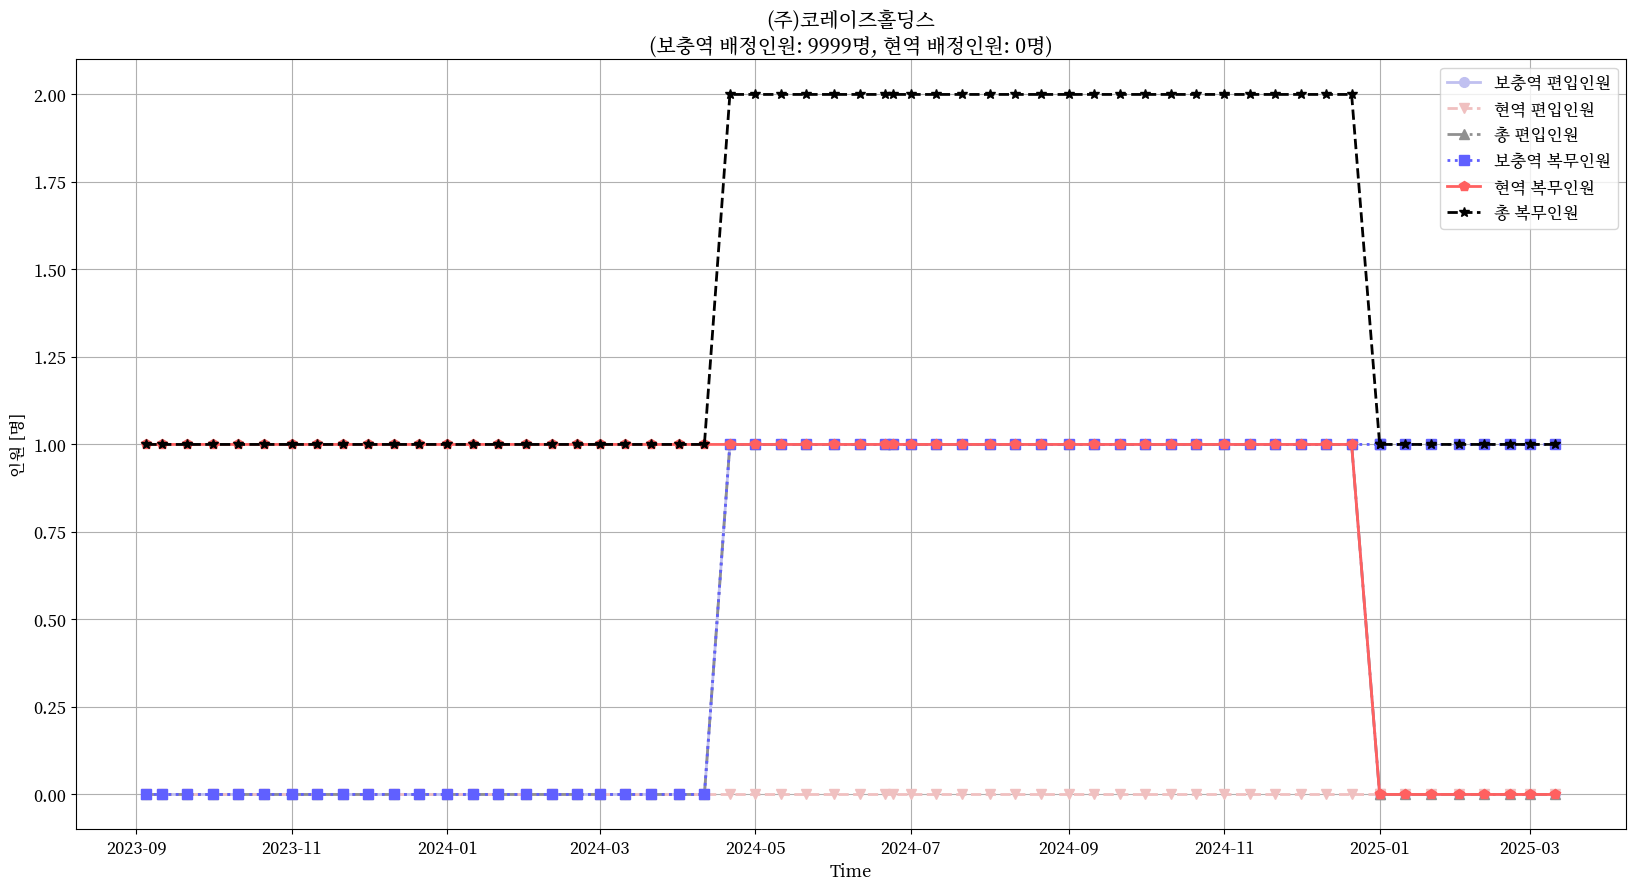 (주)코레이즈홀딩스
(보충역 배정인원: 9999명, 현역 배정인원: 0명)
보충역 편입인원
현역 편입인원
총 편입인원
보충역 복무인원
현역 복무인원
총 복무인원
2.00
1.75
1.50
1.25
1.00
0.75
0.50
0.25
0.00
인원 [명]
2023-09
2023-11
2024-01
2024-03
2024-05
2024-07
2024-09
2024-11
2025-01
2025-03
Time